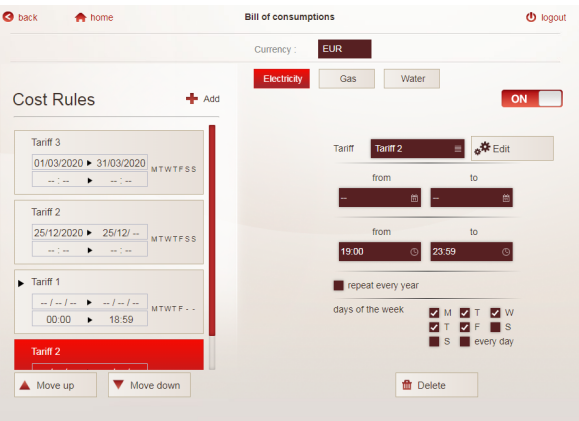 back
home
Bill of consumptions
logout
Currency :
EUR
Electricity
Gas
Water
Cost Rules
Add
ON
Tariff 3
01/03/2020 ▶ 31/03/2020
MTWTFSS
-- : -- ▶ -- : --
Tariff 2
25/12/2020 ▶ 25/12/ --
MTWTFSS
-- : -- ▶ -- : --
Tariff 1
-- / -- / -- ▶ -- / -- / --
MTWTF - -
00:00 ▶ 18:59
Tariff 2
Move up
Move down
Tariff
Tariff 2
Edit
from to
-- --
from to
19:00 23:59
repeat every year
days of the week
M T W
T F S
S every day
Delete